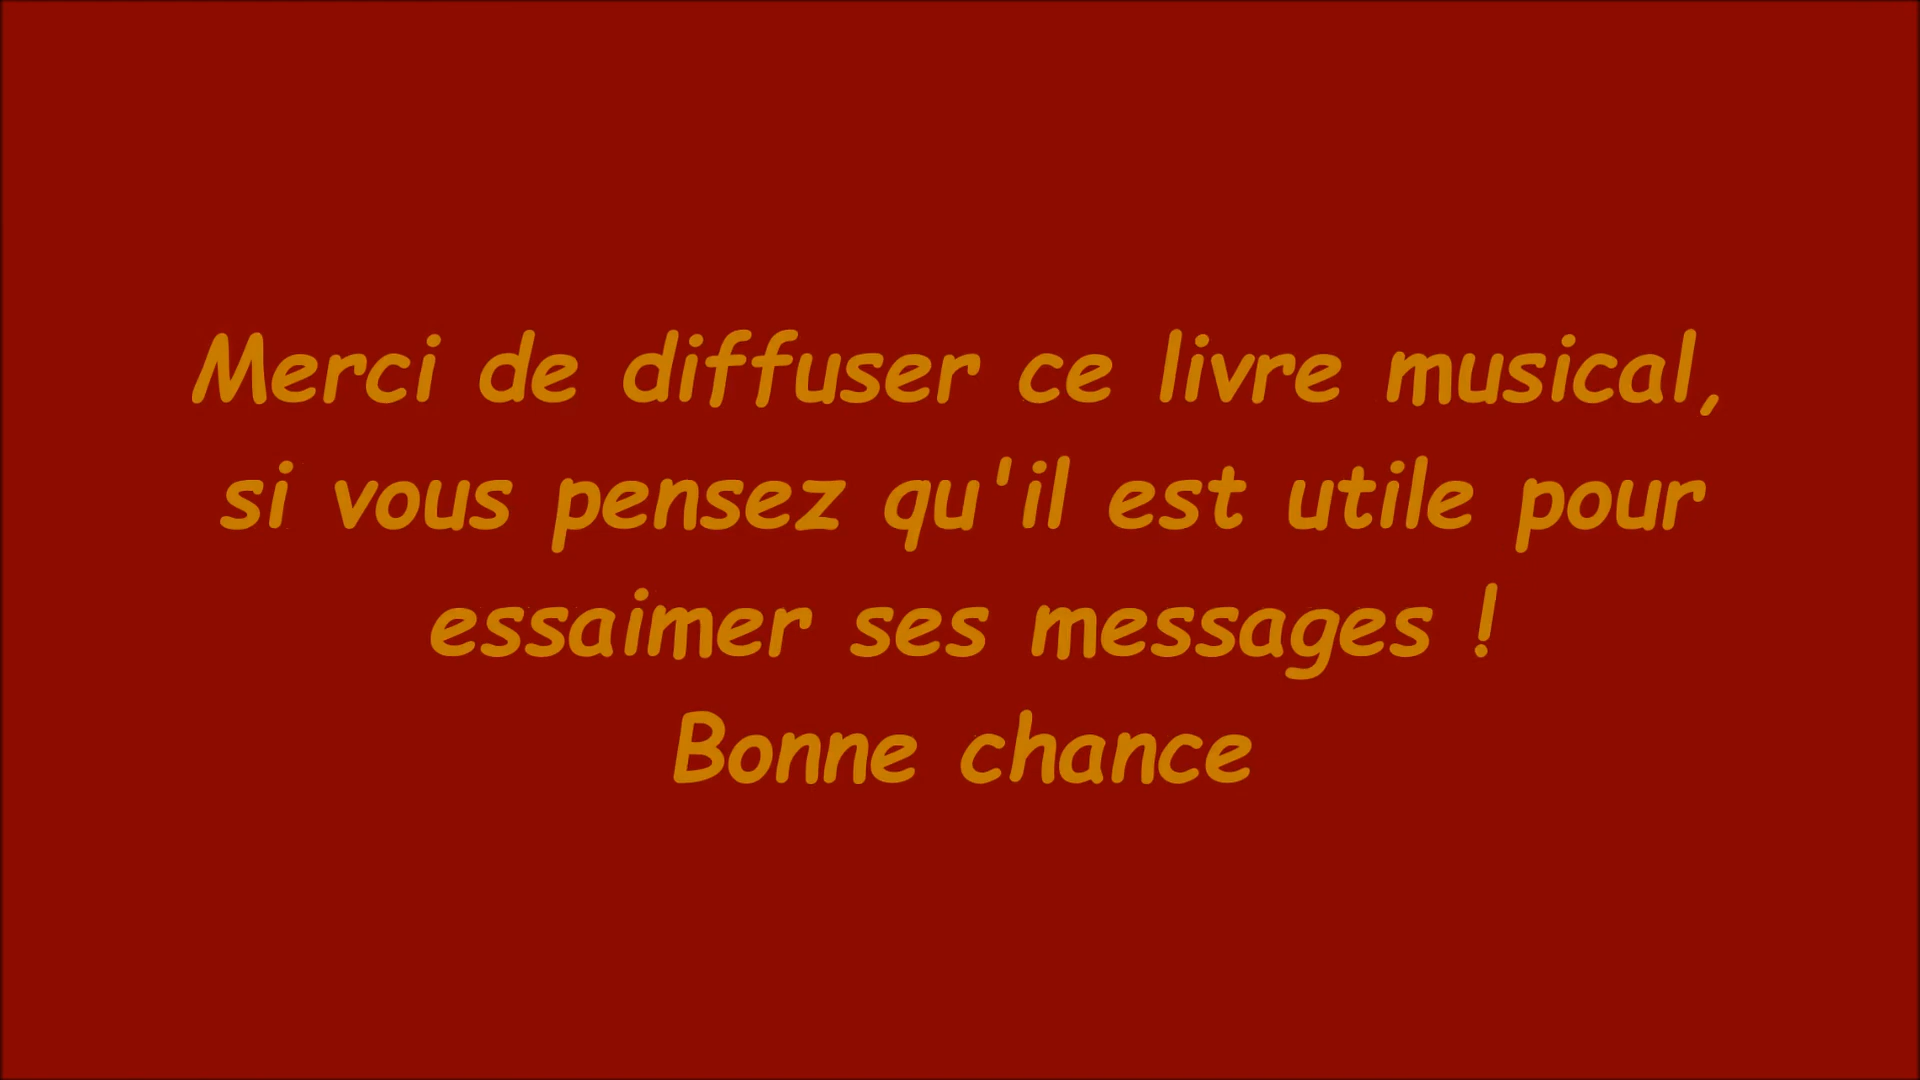 Merci de diffuser ce livre musical,
si vous pensez qu'il est utile pour
essaimer ses messages !
Bonne chance